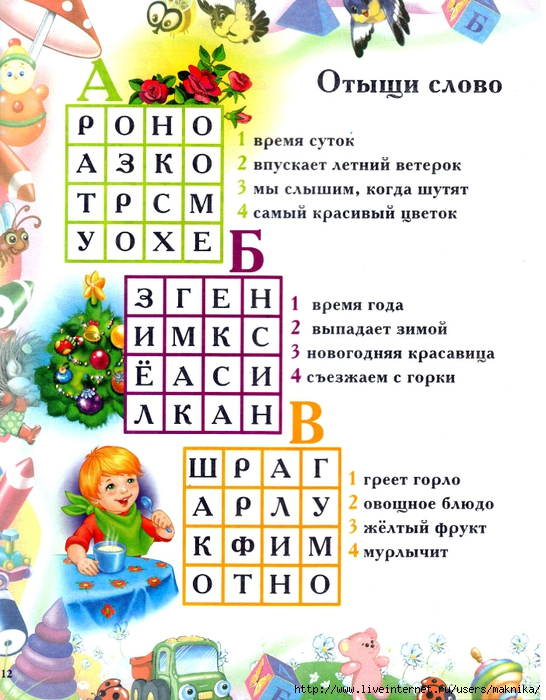 Отыщи слово
А
Р О Н О
А З К О
Т Р С М
У О Х Е
1 время суток
2 впускает летний ветерок
3 мы слышим, когда шутят
4 самый красивый цветок
Б
З Г Е Н
И М К С
Ё А С И
Л К А Н
1 время года
2 выпадает зимой
3 новогодняя красавица
4 съезжаем с горки
В
Ш Р А Г
А Р Л У
К Ф И М
О Т Н О
1 греет горло
2 овощное блюдо
3 жёлтый фрукт
4 мурлычит
Б
12
http://www.liveinternet.ru/users/maknika/